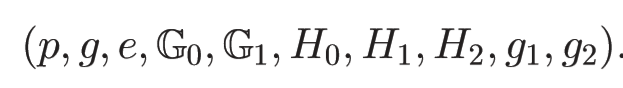 (p, g, e, 𝔾₀, 𝔾₁, H₀, H₁, H₂, g₁, g₂).